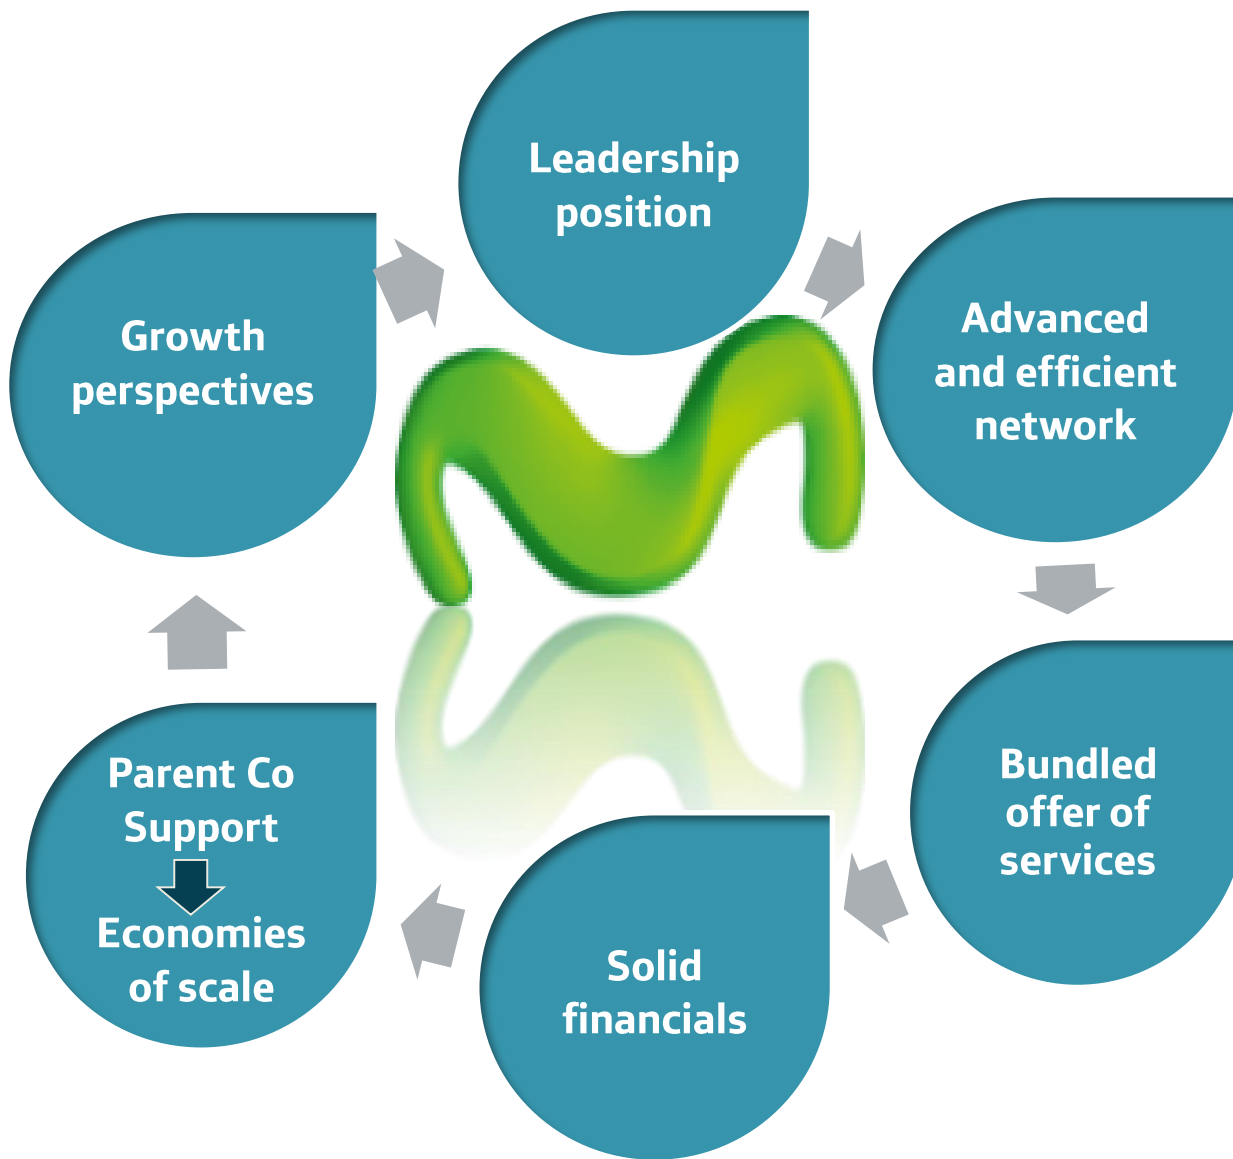 Leadership
position
Advanced
and efficient
network
Bundled
offer of
services
Solid
financials
Parent Co
Support
Economies
of scale
Growth
perspectives